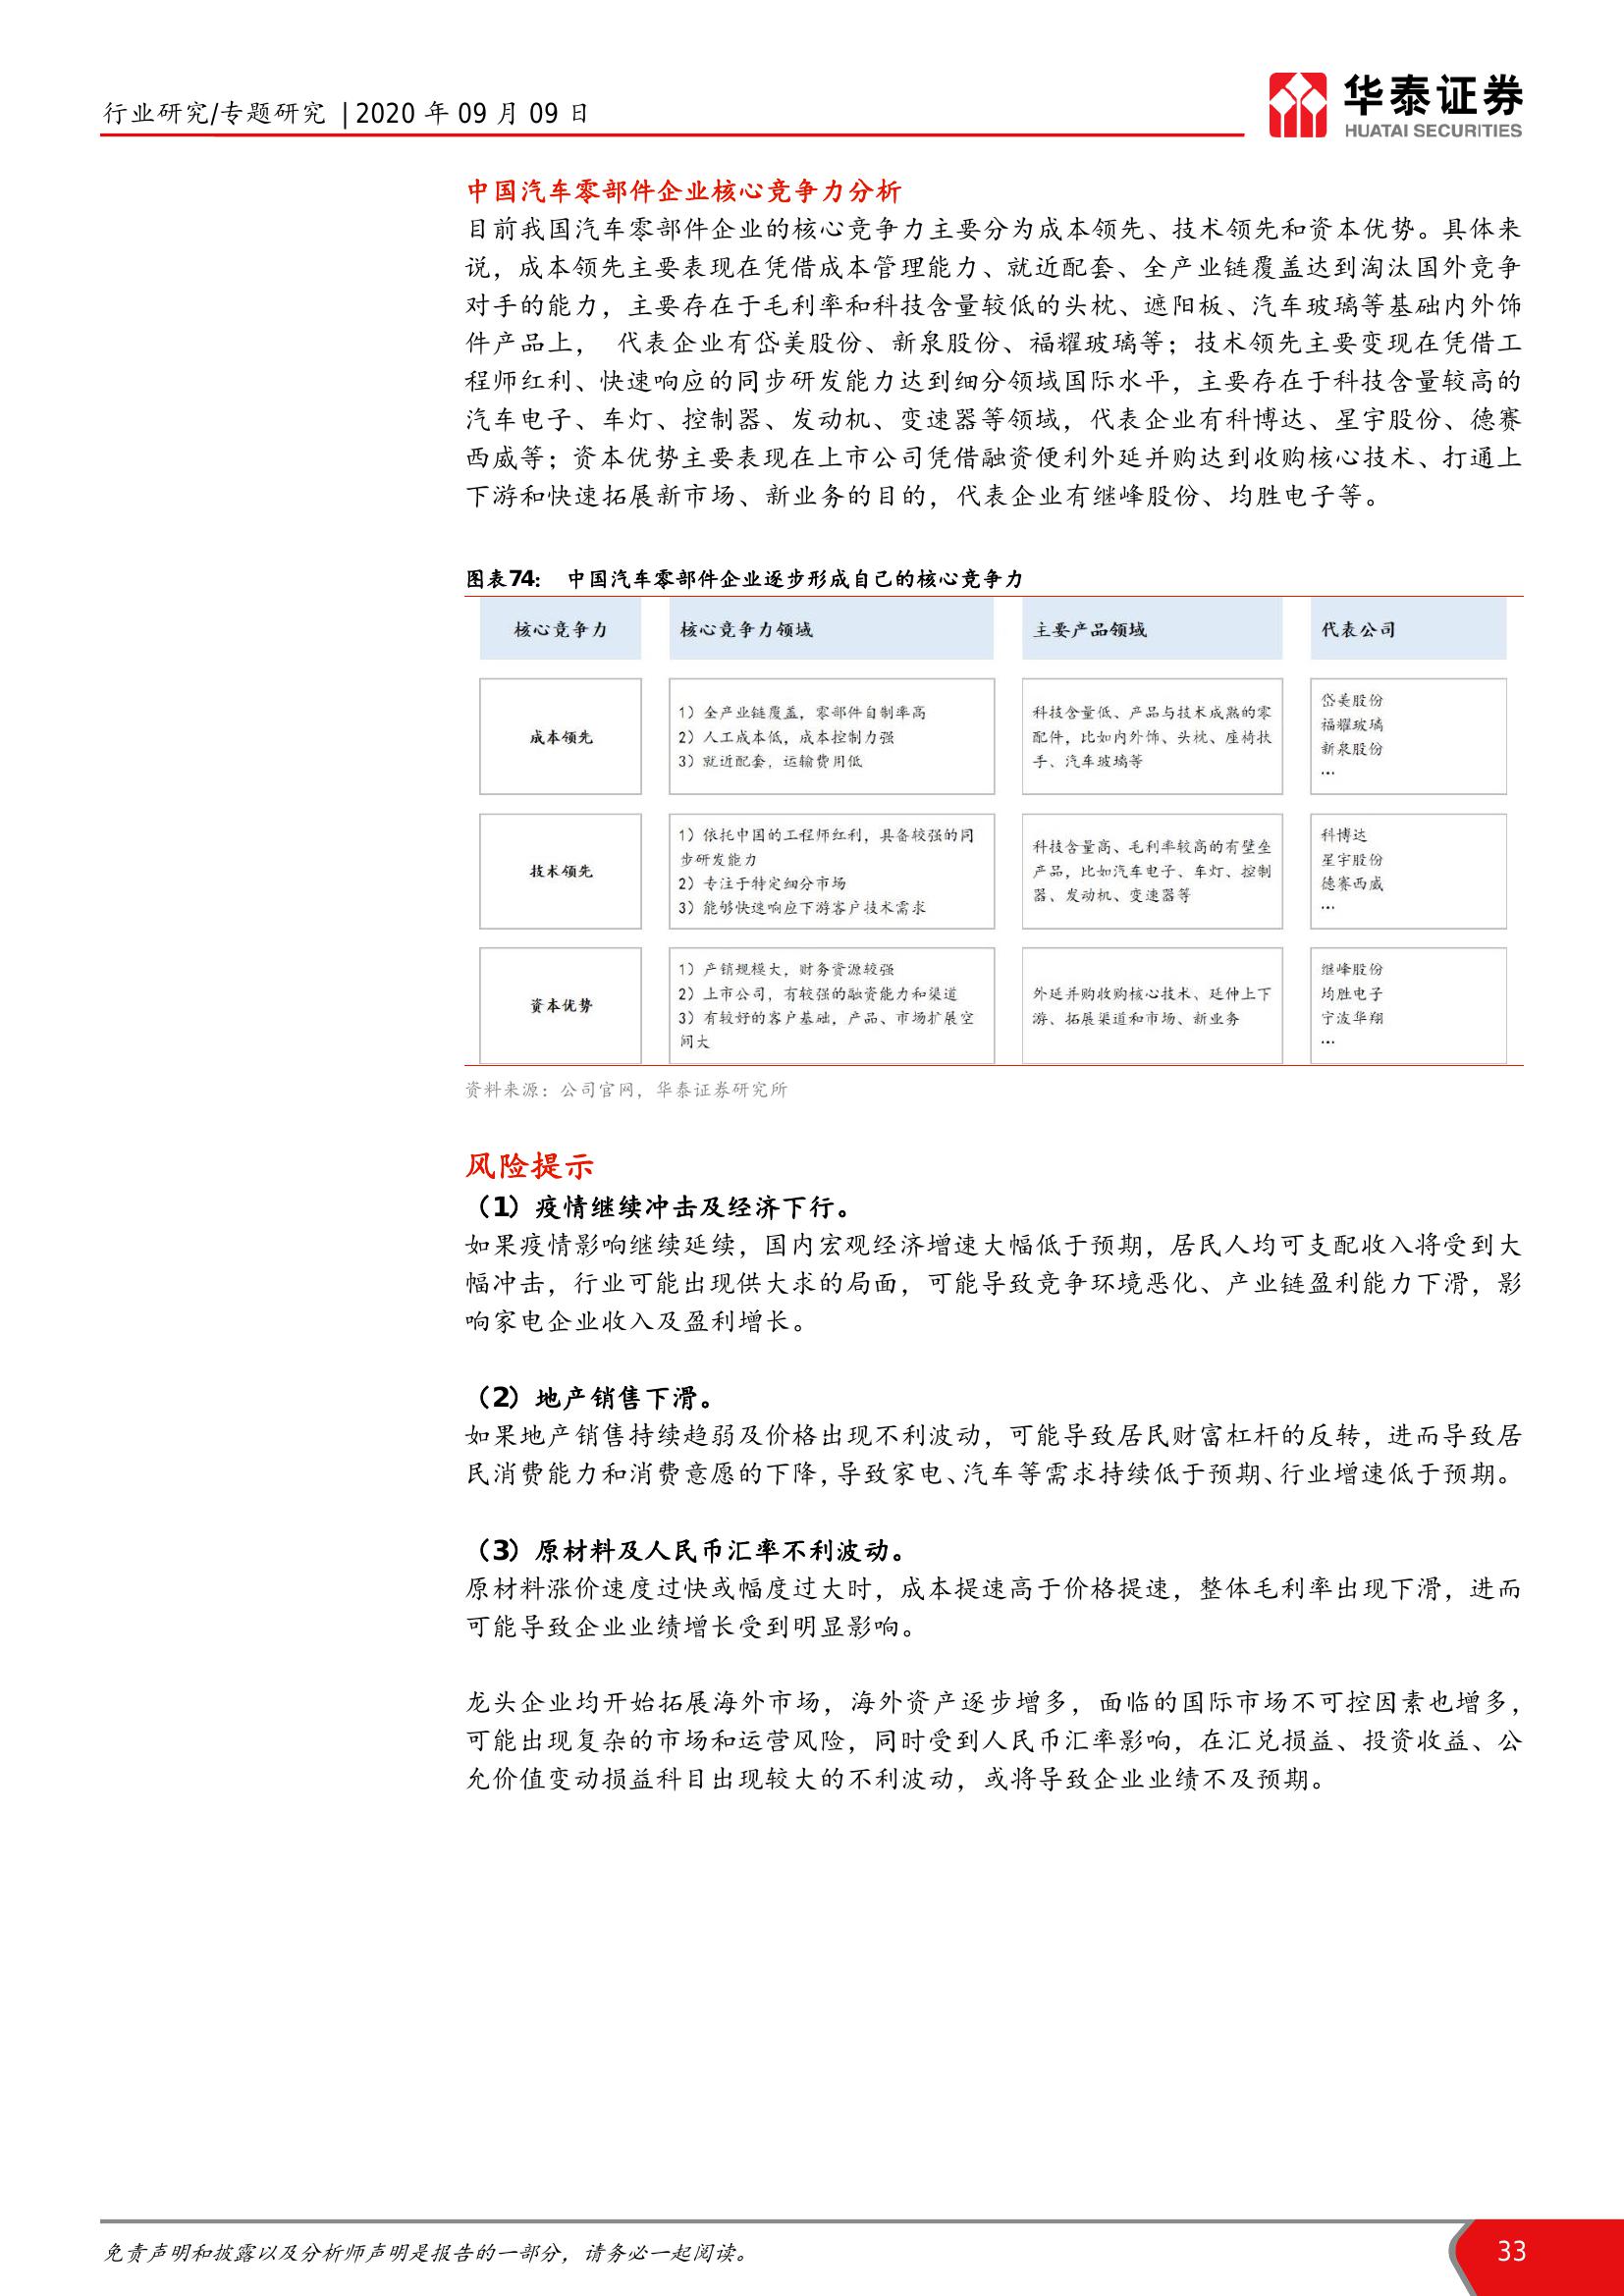 行业研究/专题研究 | 2020 年 09 月 09 日
华泰证券
HUATAI SECURITIES
中国汽车零部件企业核心竞争力分析
目前我国汽车零部件企业的核心竞争力主要分为成本领先、技术领先和资本优势。具体来
说，成本领先主要表现在凭借成本管理能力、就近配套、全产业链覆盖达到淘汰国外竞争
对手的能力，主要存在于毛利率和科技含量较低的头枕、遮阳板、汽车玻璃等基础内外饰
件产品上， 代表企业有岱美股份、新泉股份、福耀玻璃等；技术领先主要变现在凭借工
程师红利、快速响应的同步研发能力达到细分领域国际水平，主要存在于科技含量较高的
汽车电子、车灯、控制器、发动机、变速器等领域，代表企业有科博达、星宇股份、德赛
西威等；资本优势主要表现在上市公司凭借融资便利外延并购达到收购核心技术、打通上
下游和快速拓展新市场、新业务的目的，代表企业有继峰股份、均胜电子等。
图表74： 中国汽车零部件企业逐步形成自己的核心竞争力
核心竞争力 核心竞争力领域 主要产品领域 代表公司
成本领先
1）全产业链覆盖，零部件自制率高
2）人工成本低，成本控制力强
3）就近配套，运输费用低
科技含量低、产品与技术成熟的零
配件，比如内外饰、头枕、座椅扶
手、汽车玻璃等
岱美股份
福耀玻璃
新泉股份
…
技术领先
1）依托中国的工程师红利，具备较强的同
步研发能力
2）专注于特定细分市场
3）能够快速响应下游客户技术需求
科技含量高、毛利率较高的有壁垒
产品，比如汽车电子、车灯、控制
器、发动机、变速器等
科博达
星宇股份
德赛西威
…
资本优势
1）产销规模大，财务资源较强
2）上市公司，有较强的融资能力和渠道
3）有较好的客户基础，产品、市场扩展空
间大
外延并购收购核心技术、延伸上下
游、拓展渠道和市场、新业务
继峰股份
均胜电子
宁波华翔
…
资料来源：公司官网，华泰证券研究所
风险提示
（1）疫情继续冲击及经济下行。
如果疫情影响继续延续，国内宏观经济增速大幅低于预期，居民人均可支配收入将受到大
幅冲击，行业可能出现供大求的局面，可能导致竞争环境恶化、产业链盈利能力下滑，影
响家电企业收入及盈利增长。
（2）地产销售下滑。
如果地产销售持续趋弱及价格出现不利波动，可能导致居民财富杠杆的反转，进而导致居
民消费能力和消费意愿的下降，导致家电、汽车等需求持续低于预期、行业增速低于预期。
（3）原材料及人民币汇率不利波动。
原材料涨价速度过快或幅度过大时，成本提速高于价格提速，整体毛利率出现下滑，进而
可能导致企业业绩增长受到明显影响。
龙头企业均开始拓展海外市场，海外资产逐步增多，面临的国际市场不可控因素也增多，
可能出现复杂的市场和运营风险，同时受到人民币汇率影响，在汇兑损益、投资收益、公
允价值变动损益科目出现较大的不利波动，或将导致企业业绩不及预期。
免责声明和披露以及分析师声明是报告的一部分，请务必一起阅读。
33